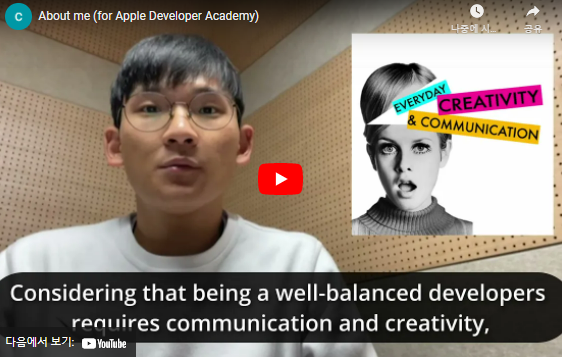 C
About me (for Apple Developer Academy)
나중에 시...
공유
EVERYDAY
CREATIVITY
& COMMUNICATION
Considering that being a well-balanced developers
requires communication and creativity,
다음에서 보기:
YouTube